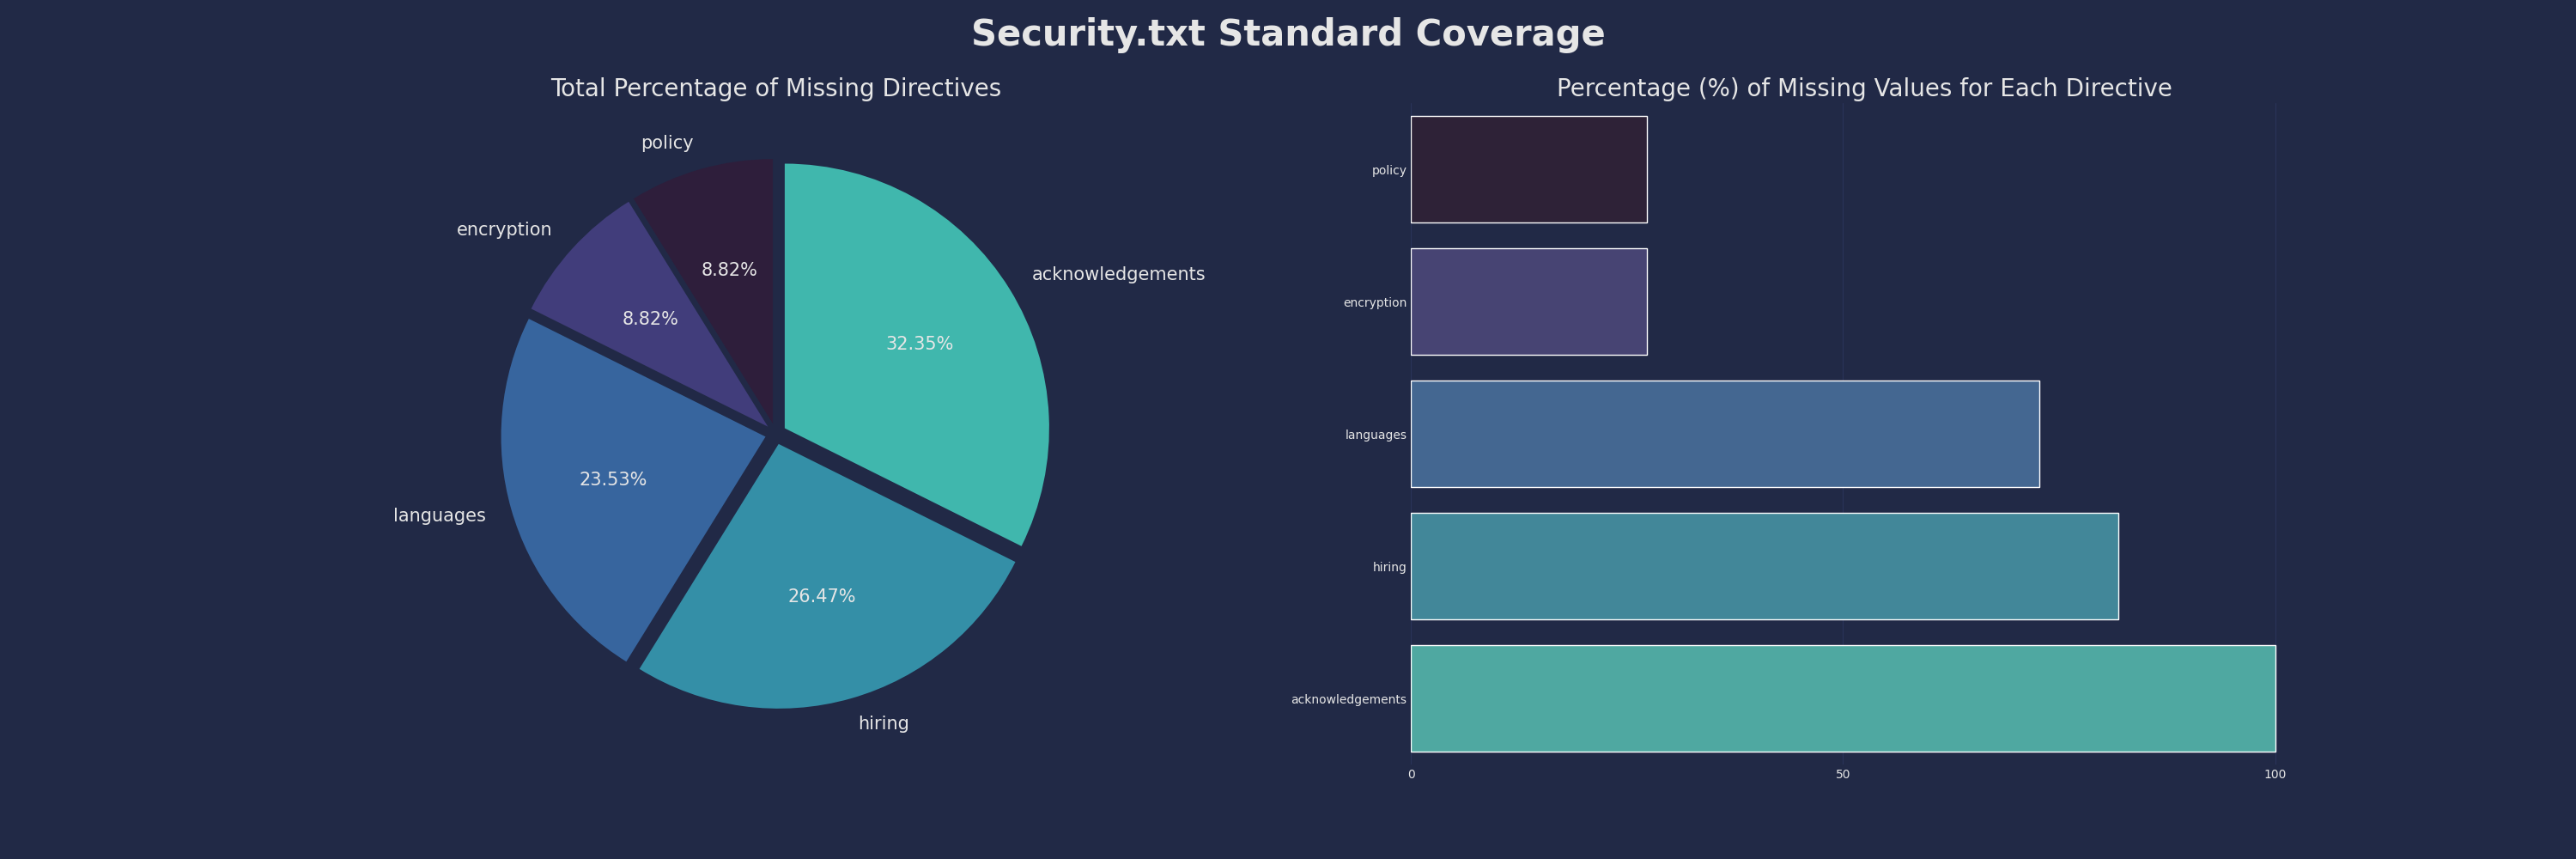 Security.txt Standard Coverage
Total Percentage of Missing Directives
policy
encryption
languages
hiring
acknowledgements
8.82%
8.82%
23.53%
26.47%
32.35%
Percentage (%) of Missing Values for Each Directive
policy
encryption
languages
hiring
acknowledgements
0 50 100